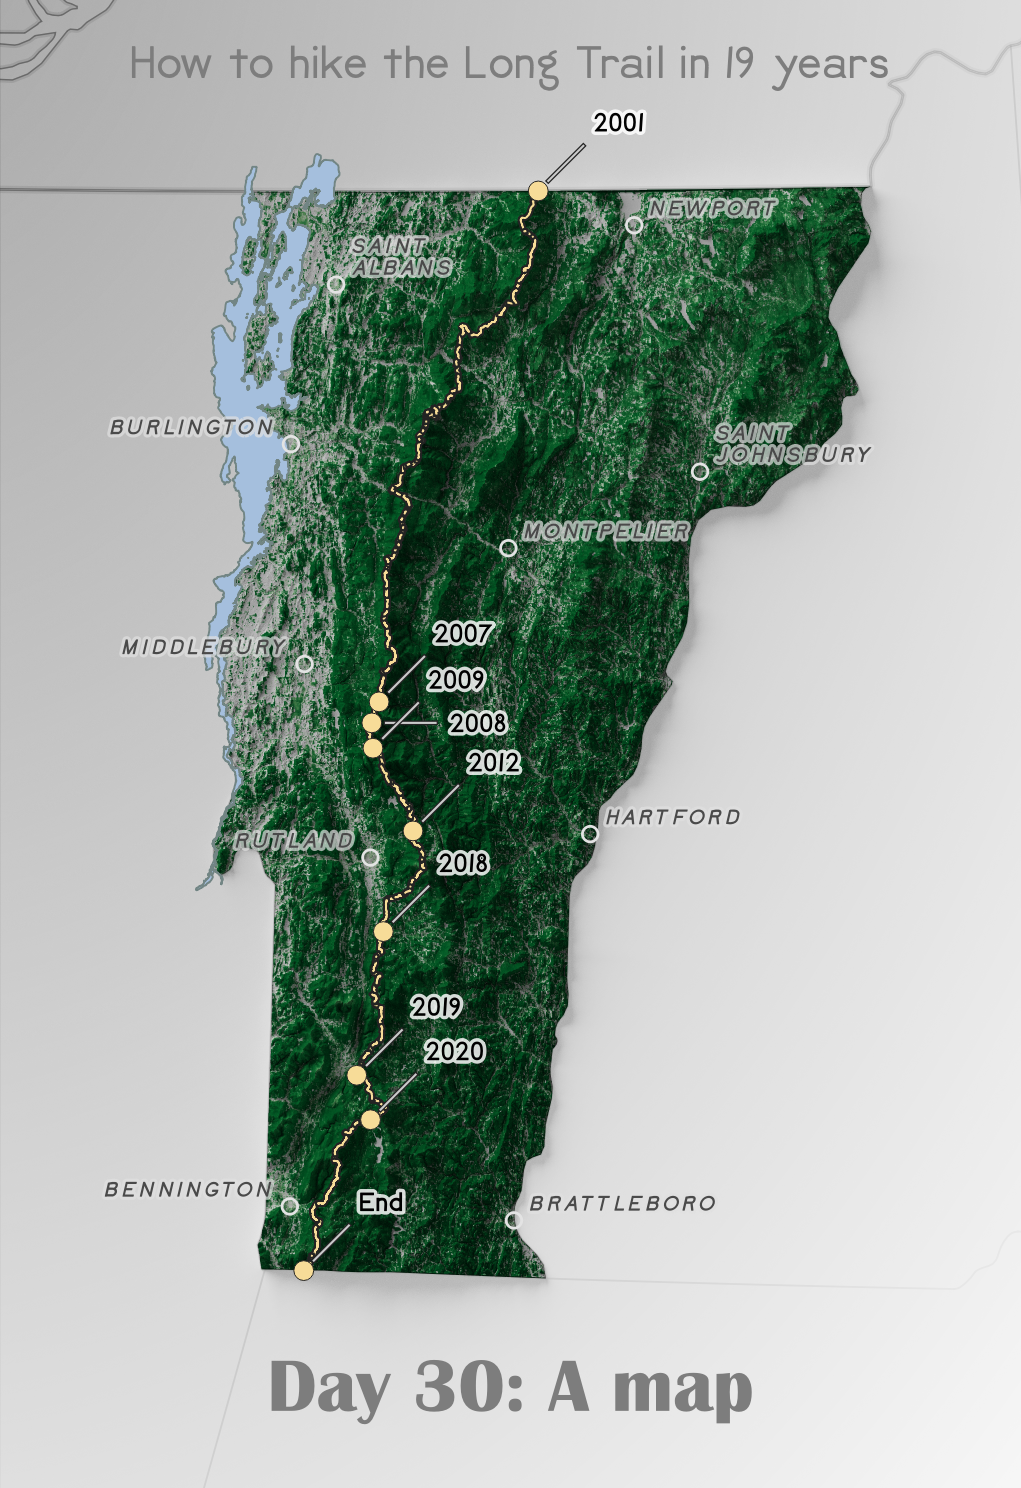 How to hike the Long Trail in 19 years
2001
NEWPORT
SAINT
ALBANS
BURLINGTON
SAINT
JOHNSBURY
MONTPELIER
2007
MIDDLEBURY
2009
2008
2012
HARTFORD
RUTLAND
2018
2019
2020
BENNINGTON
End
BRATTLEBORO
Day 30: A map